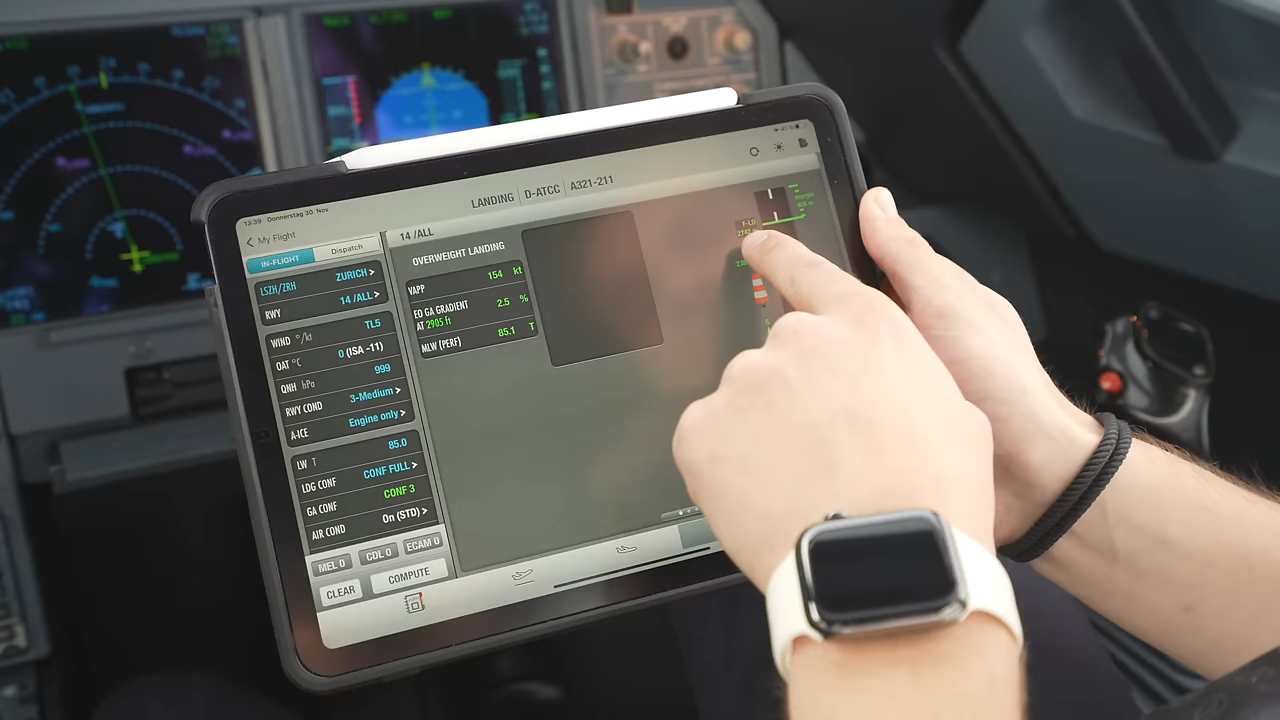 13:39 Donnerstag 30. Nov
My Flight
LANDING D-ATCC A321-211
IN-FLIGHT Dispatch
LSZH/ZRH ZURICH
RWY 14 /ALL
WIND °/kt TL5
OAT °C 0 (ISA -11)
QNH hPa 999
RWY COND 3-Medium
A-ICE Engine only
LW T 85.0
LDG CONF CONF FULL
GA CONF CONF 3
AIR COND On (STD)
MEL 0 CDL 0 ECAM 0
CLEAR COMPUTE
14 /ALL
OVERWEIGHT LANDING
VAPP 154 kt
EO GA GRADIENT
AT 2905 ft 2.5 %
MLW (PERF) 85.1 T
F-LD
margin